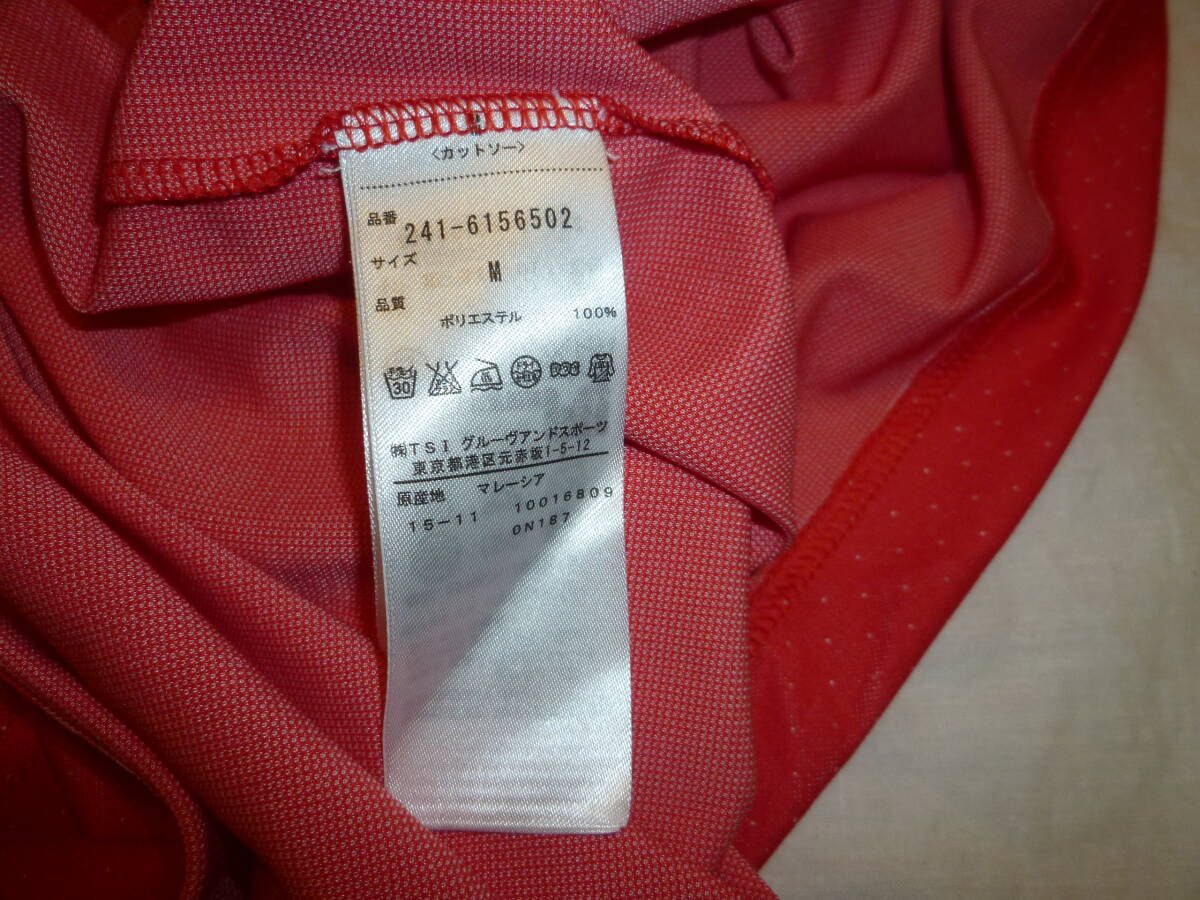 〈カットソー〉
品番 241-6156502
サイズ M
品質
ポリエステル 100%
30
㈱TSI グルーヴアンドスポーツ
東京都港区元赤坂1-5-12
原産地 マレーシア
15-11 10016809
0N187